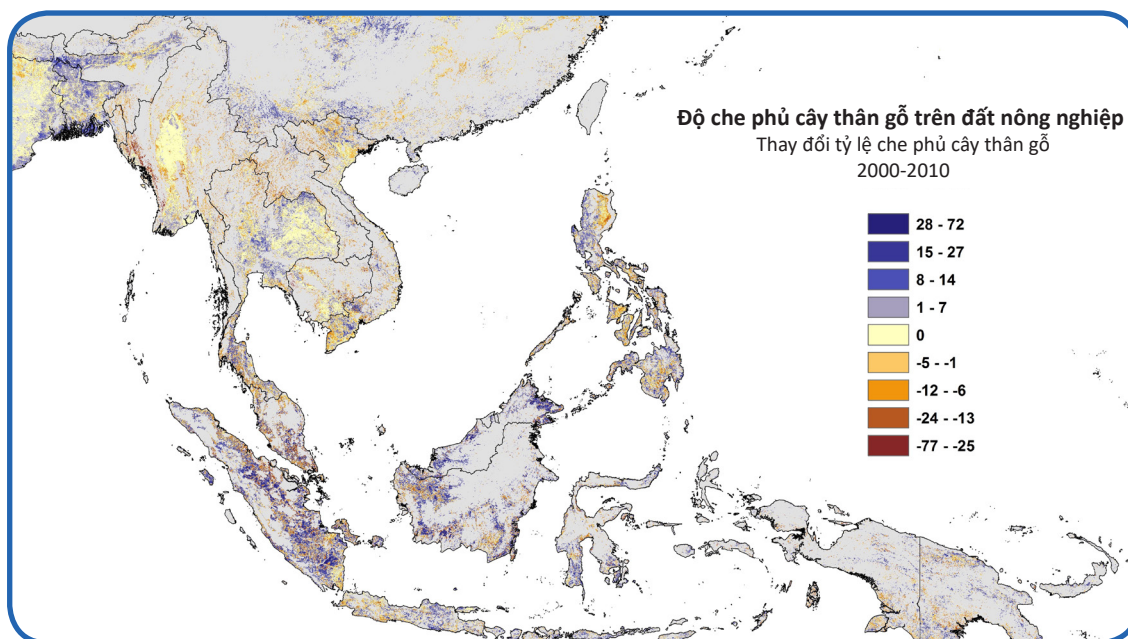 Độ che phủ cây thân gỗ trên đất nông nghiệp
Thay đổi tỷ lệ che phủ cây thân gỗ
2000-2010
28 - 72
15 - 27
8 - 14
1 - 7
0
-5 - -1
-12 - -6
-24 - -13
-77 - -25